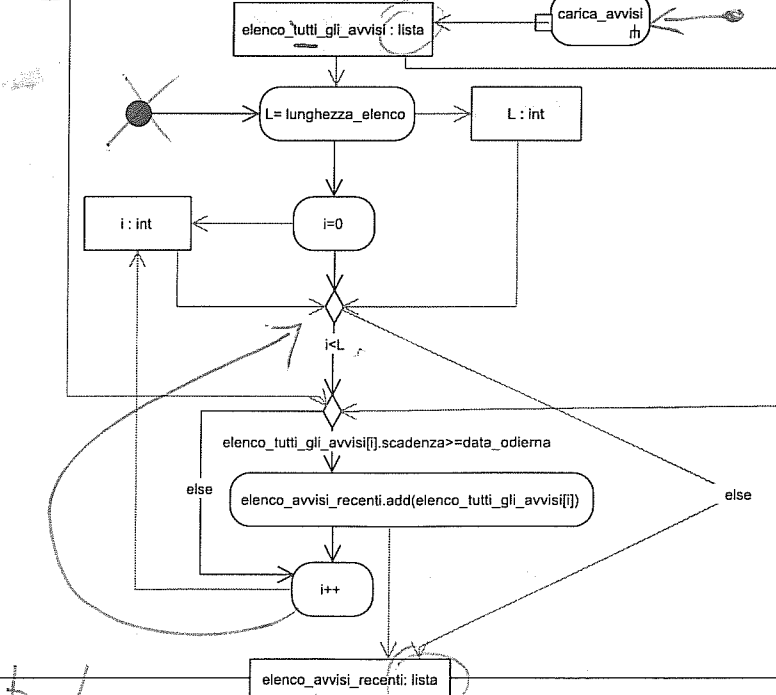 carica_avvisi
elenco_tutti_gli_avvisi : lista
L= lunghezza_elenco
L : int
i : int
i=0
i<L
elenco_tutti_gli_avvisi[i].scadenza>=data_odierna
else
elenco_avvisi_recenti.add(elenco_tutti_gli_avvisi[i])
else
i++
elenco_avvisi_recenti: lista